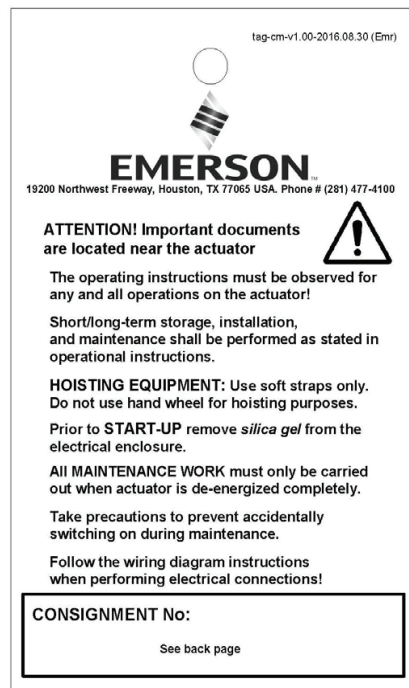 tag-cm-v1.00-2016.08.30 (Emr)
EMERSON™
19200 Northwest Freeway, Houston, TX 77065 USA. Phone # (281) 477-4100
ATTENTION! Important documents
are located near the actuator
The operating instructions must be observed for
any and all operations on the actuator!
Short/long-term storage, installation,
and maintenance shall be performed as stated in
operational instructions.
HOISTING EQUIPMENT: Use soft straps only.
Do not use hand wheel for hoisting purposes.
Prior to START-UP remove silica gel from the
electrical enclosure.
All MAINTENANCE WORK must only be carried
out when actuator is de-energized completely.
Take precautions to prevent accidentally
switching on during maintenance.
Follow the wiring diagram instructions
when performing electrical connections!
CONSIGNMENT No:
See back page